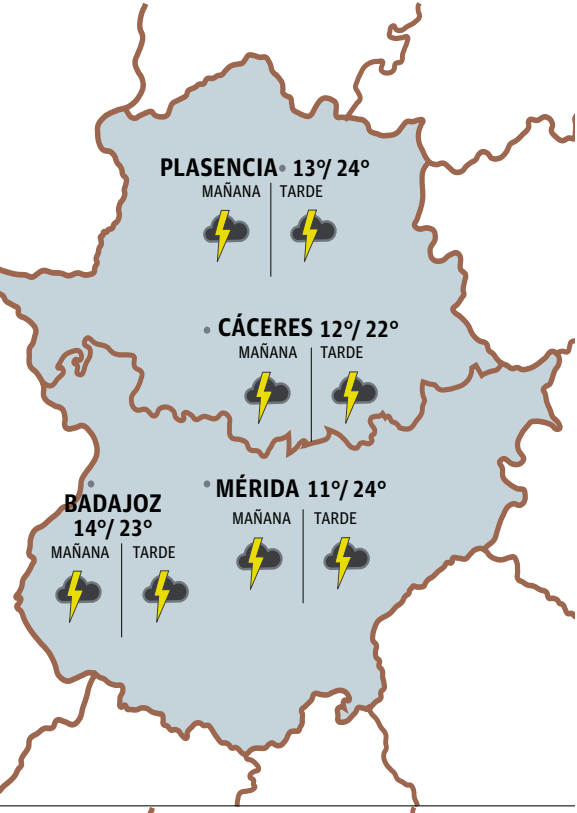 PLASENCIA 13°/ 24°
MAÑANA TARDE
CÁCERES 12°/ 22°
MAÑANA TARDE
MÉRIDA 11°/ 24°
MAÑANA TARDE
BADAJOZ
14°/ 23°
MAÑANA TARDE